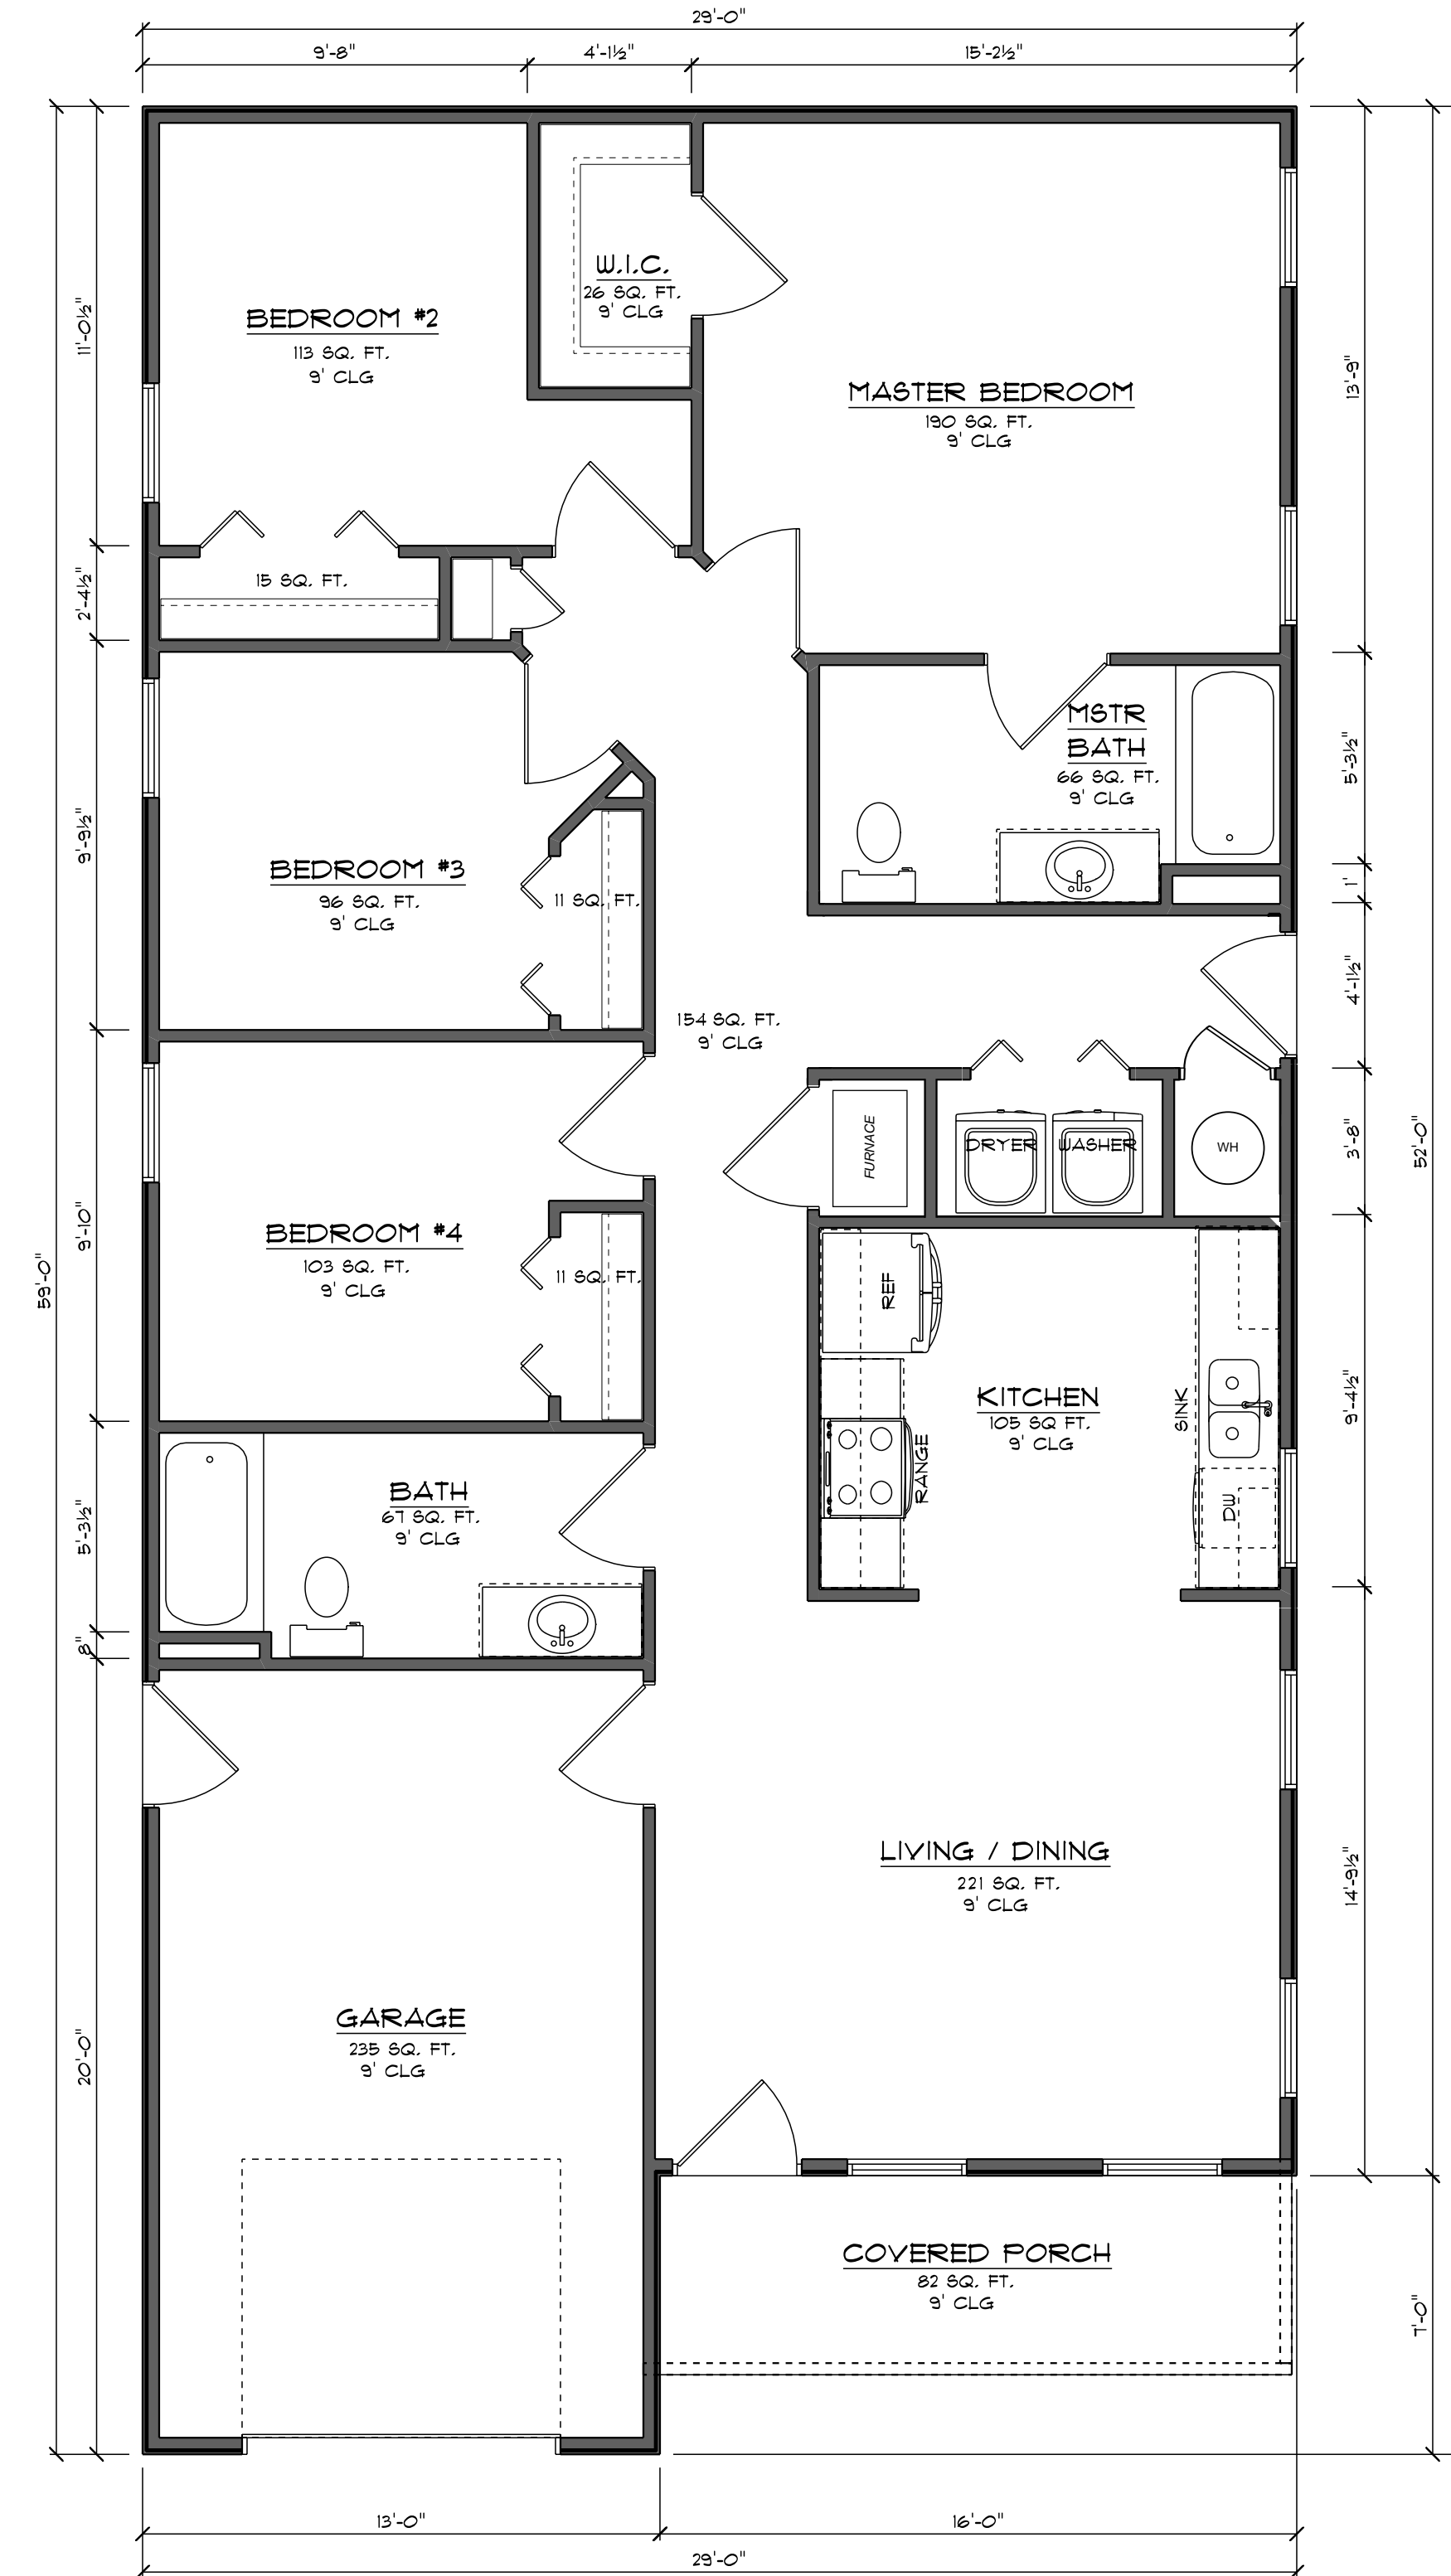 29'-0"
9'-8"
4'-1½"
15'-2½"
W.I.C.
26 SQ. FT.
9' CLG
BEDROOM #2
113 SQ. FT.
9' CLG
11'-0½"
MASTER BEDROOM
190 SQ. FT.
9' CLG
13'-9"
15 SQ. FT.
2'-4½"
MSTR
BATH
66 SQ. FT.
9' CLG
5'-3½"
9'-9½"
BEDROOM #3
96 SQ. FT.
9' CLG
11 SQ. FT.
1'
4'-1½"
154 SQ. FT.
9' CLG
FURNACE
DRYER
WASHER
WH
3'-8"
52'-0"
59'-0"
9'-10"
BEDROOM #4
103 SQ. FT.
9' CLG
11 SQ. FT.
REF
KITCHEN
105 SQ FT.
9' CLG
SINK
RANGE
DW
9'-4½"
BATH
67 SQ. FT.
9' CLG
5'-3½"
8"
LIVING / DINING
221 SQ. FT.
9' CLG
14'-9½"
GARAGE
235 SQ. FT.
9' CLG
20'-0"
COVERED PORCH
82 SQ. FT.
9' CLG
7'-0"
13'-0"
16'-0"
29'-0"